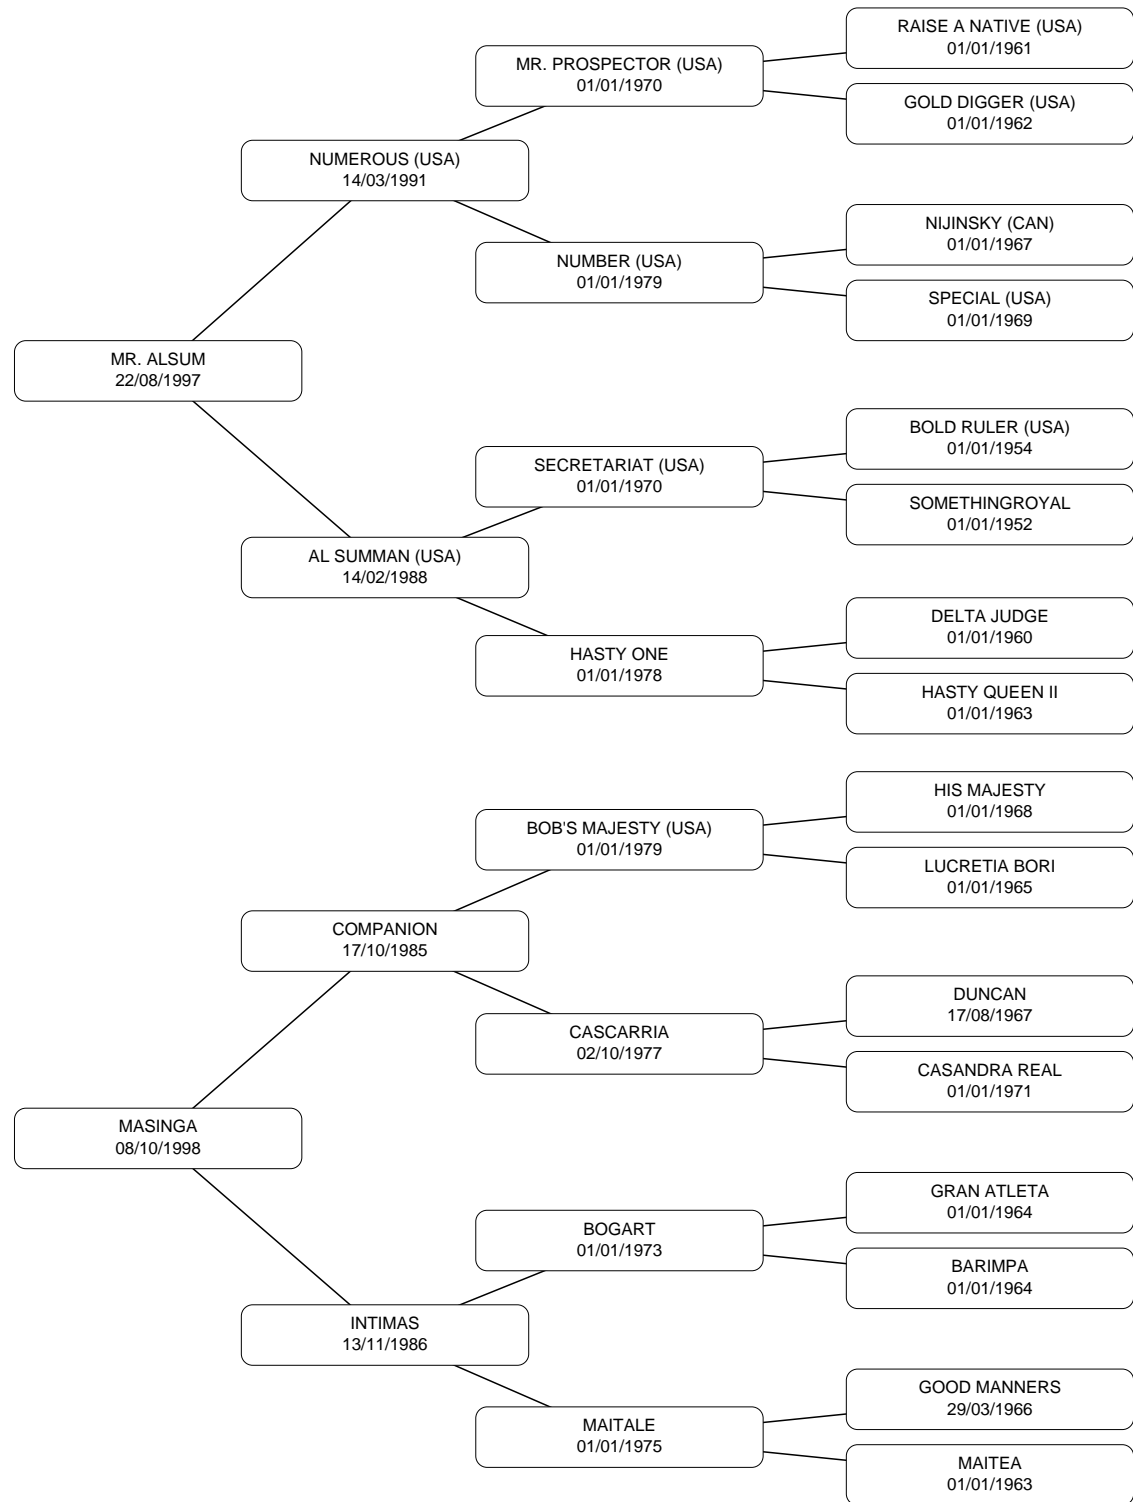 RAISE A NATIVE (USA)
01/01/1961
MR. PROSPECTOR (USA)
01/01/1970
GOLD DIGGER (USA)
01/01/1962
NUMEROUS (USA)
14/03/1991
NIJINSKY (CAN)
01/01/1967
NUMBER (USA)
01/01/1979
SPECIAL (USA)
01/01/1969
MR. ALSUM
22/08/1997
BOLD RULER (USA)
01/01/1954
SECRETARIAT (USA)
01/01/1970
SOMETHINGROYAL
01/01/1952
AL SUMMAN (USA)
14/02/1988
DELTA JUDGE
01/01/1960
HASTY ONE
01/01/1978
HASTY QUEEN II
01/01/1963
HIS MAJESTY
01/01/1968
BOB'S MAJESTY (USA)
01/01/1979
LUCRETIA BORI
01/01/1965
COMPANION
17/10/1985
DUNCAN
17/08/1967
CASCARRIA
02/10/1977
CASANDRA REAL
01/01/1971
MASINGA
08/10/1998
GRAN ATLETA
01/01/1964
BOGART
01/01/1973
BARIMPA
01/01/1964
INTIMAS
13/11/1986
GOOD MANNERS
29/03/1966
MAITALE
01/01/1975
MAITEA
01/01/1963